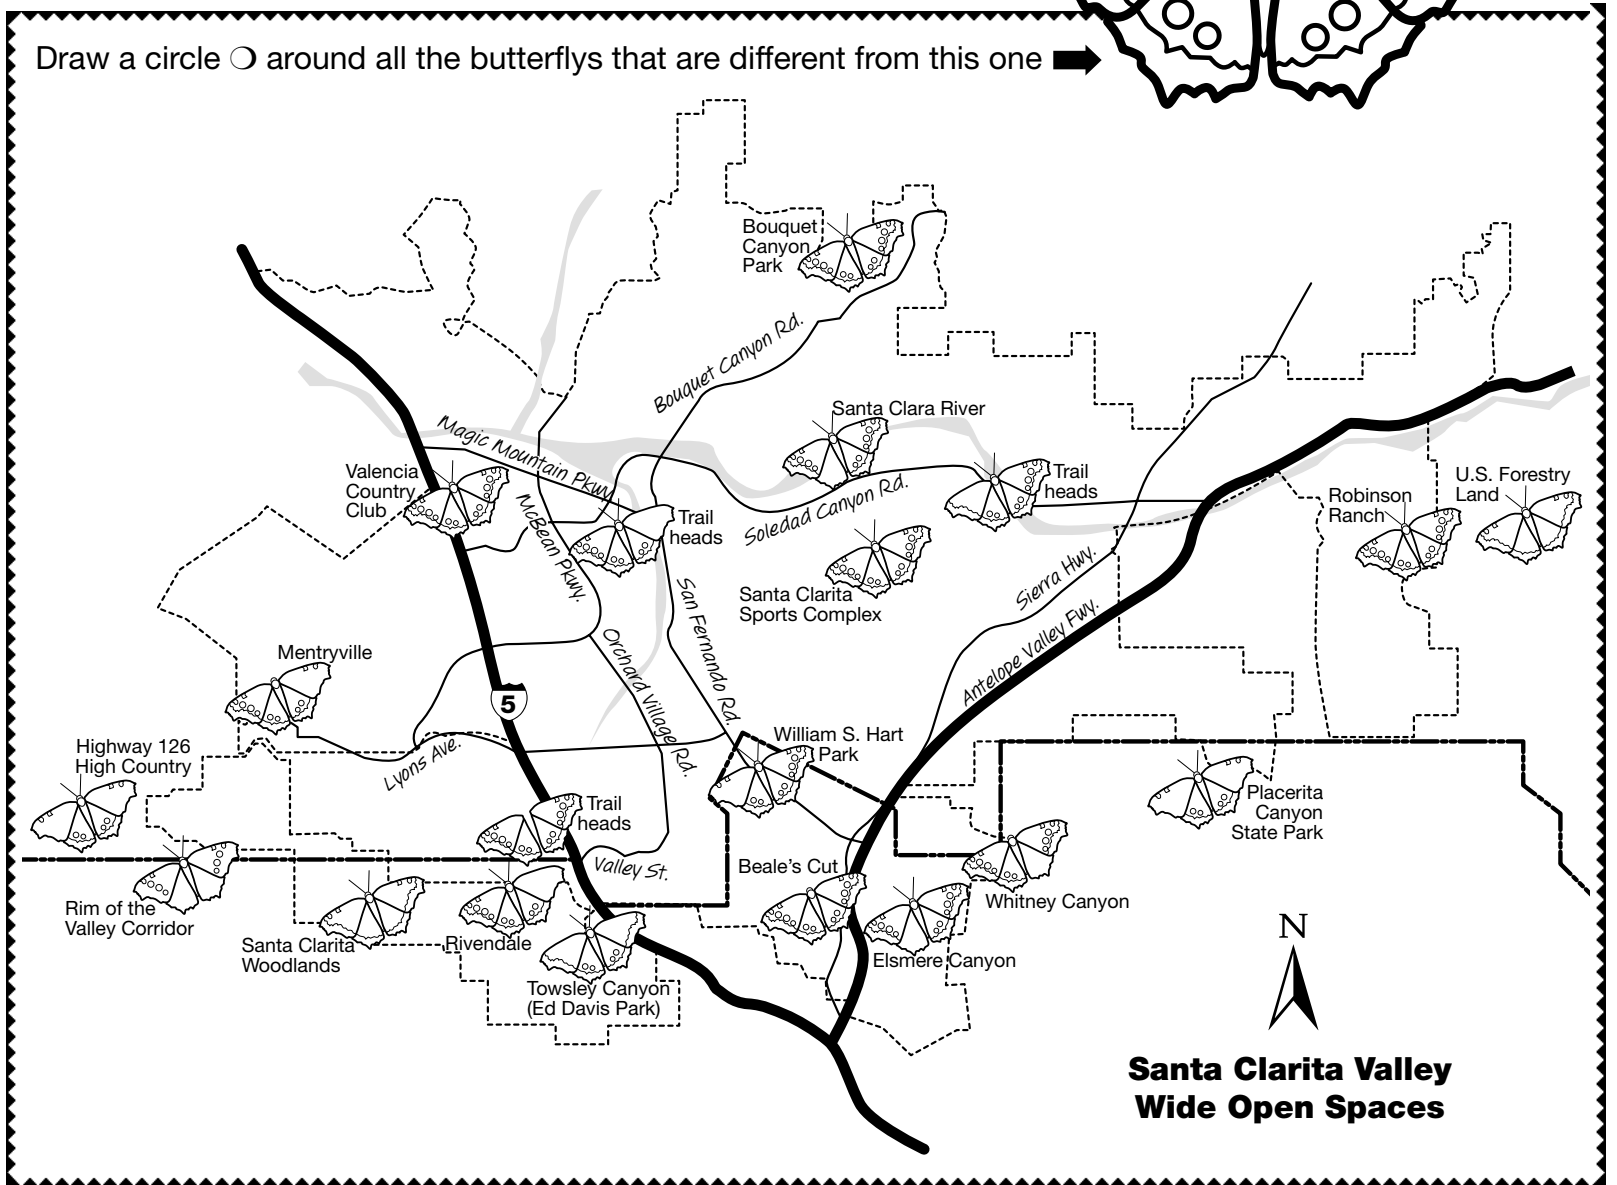 Draw a circle ❍ around all the butterflys that are different from this one
Bouquet
Canyon
Park
Bouquet Canyon Rd.
Santa Clara River
Magic Mountain Pkwy.
Valencia
Country
Club
McBean Pkwy.
Trail
heads
Soledad Canyon Rd.
Trail
heads
Robinson
Ranch
U.S. Forestry
Land
Santa Clarita
Sports Complex
Sierra Hwy.
Antelope Valley Fwy.
San Fernando Rd.
Orchard Village Rd.
Mentryville
5
Highway 126
High Country
Lyons Ave.
William S. Hart
Park
Placerita
Canyon
State Park
Trail
heads
Valley St.
Beale's Cut
Whitney Canyon
Rim of the
Valley Corridor
Santa Clarita
Woodlands
Rivendale
Towsley Canyon
(Ed Davis Park)
Elsmere Canyon
N
Santa Clarita Valley
Wide Open Spaces